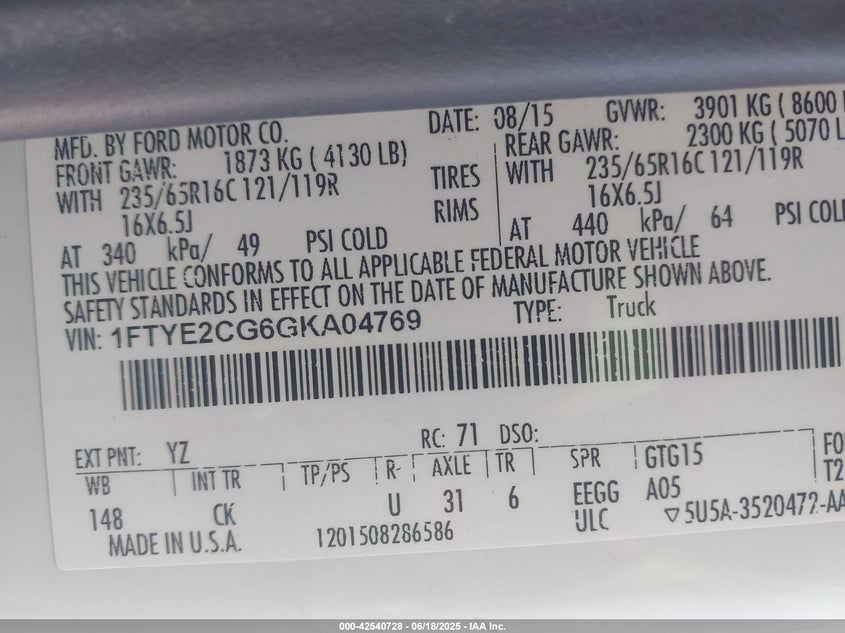 MFD. BY FORD MOTOR CO. DATE: 08/15 GVWR: 3901 KG ( 8600
FRONT GAWR: 1873 KG ( 4130 LB) REAR GAWR: 2300 KG ( 5070
WITH 235/65R16C 121/119R TIRES WITH 235/65R16C 121/119R
16X6.5J RIMS 16X6.5J
AT 340 kPa/ 49 PSI COLD AT 440 kPa/ 64 PSI COLD
THIS VEHICLE CONFORMS TO ALL APPLICABLE FEDERAL MOTOR VEHICLE
SAFETY STANDARDS IN EFFECT ON THE DATE OF MANUFACTURE SHOWN ABOVE.
VIN: 1FTYE2CG6GKA04769 TYPE: Truck
EXT PNT: YZ RC: 71 DSO:
WB INT TR TP/PS R- AXLE TR SPR GTG15
148 CK U 31 6 EEGG A05
MADE IN U.S.A. 1201508286586 ULC ▽5U5A-3520472-AA
000-42540728 - 06/18/2025 - IAA Inc.